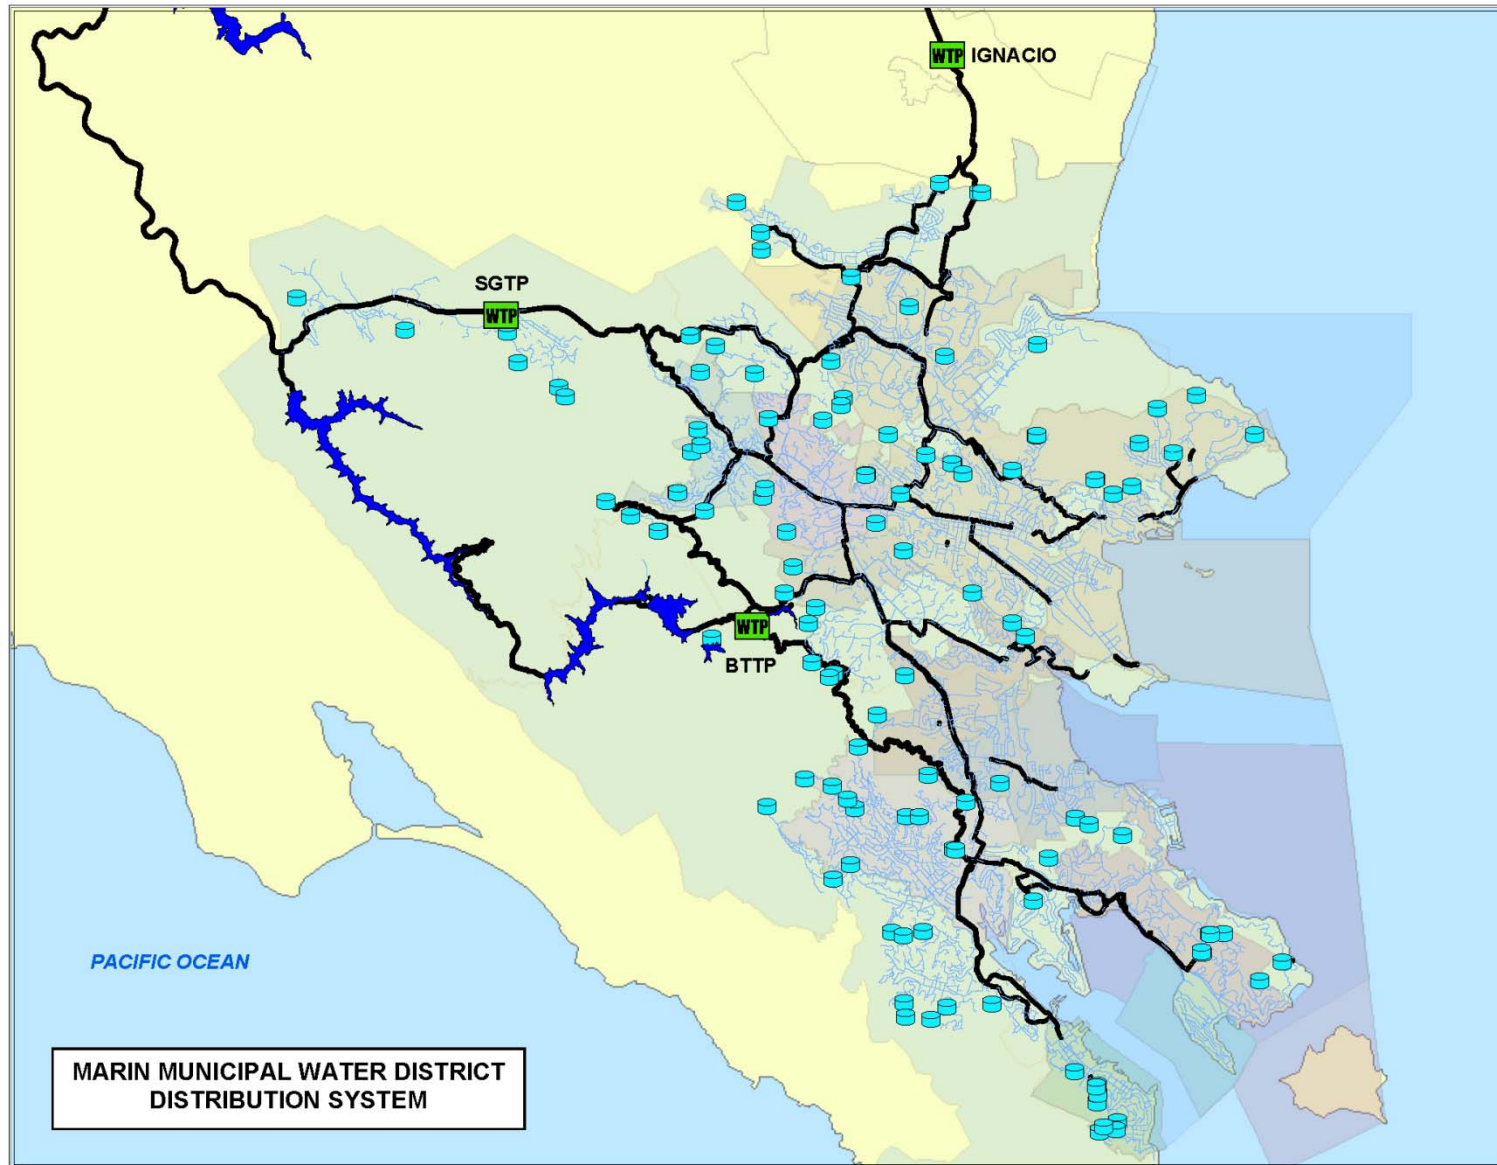 WTP IGNACIO
SGTP
WTP
WTP
BTTP
PACIFIC OCEAN
MARIN MUNICIPAL WATER DISTRICT
DISTRIBUTION SYSTEM